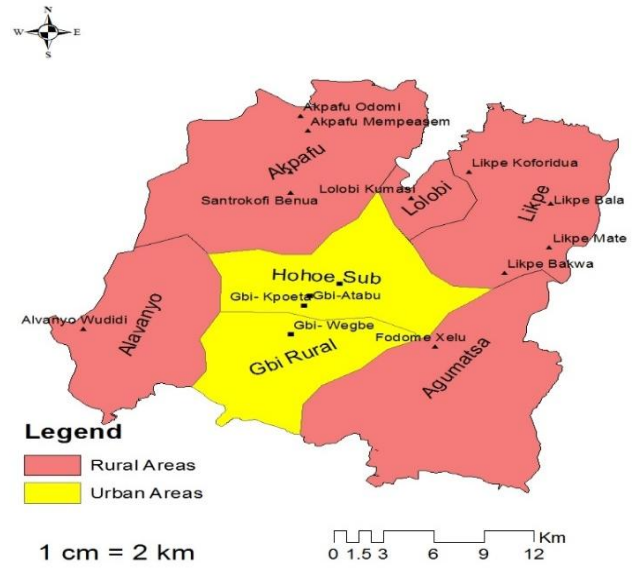 N
W E
S
Akpafu Odomi
Akpafu Mempeasem
Akpafu
Santrokofi Benua
Lolobi Kumasi
Lolobi
Likpe Koforidua
Likpe
Likpe Bala
Likpe Mate
Likpe Bakwa
Hohoe Sub
Gbi- Kpoeta
Gbi-Atabu
Gbi- Wegbe
Gbi Rural
Fodome Xelu
Agumatsa
Alvanyo Wudidi
Alavanyo
Legend
Rural Areas
Urban Areas
1 cm = 2 km
Km
0 1.5 3 6 9 12